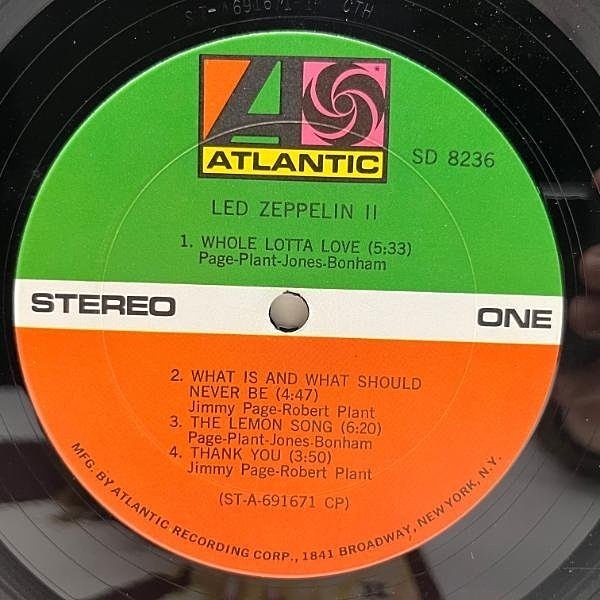 ST-A691671- CTH
ATLANTIC
SD 8236
LED ZEPPELIN II
1. WHOLE LOTTA LOVE (5:33)
Page-Plant-Jones-Bonham
STEREO
ONE
2. WHAT IS AND WHAT SHOULD
NEVER BE (4:47)
Jimmy Page-Robert Plant
3. THE LEMON SONG (6:20)
Page-Plant-Jones-Bonham
4. THANK YOU (3:50)
Jimmy Page-Robert Plant
(ST-A-691671 CP)
MFG. BY ATLANTIC RECORDING CORP., 1841 BROADWAY, NEW YORK, N.Y.